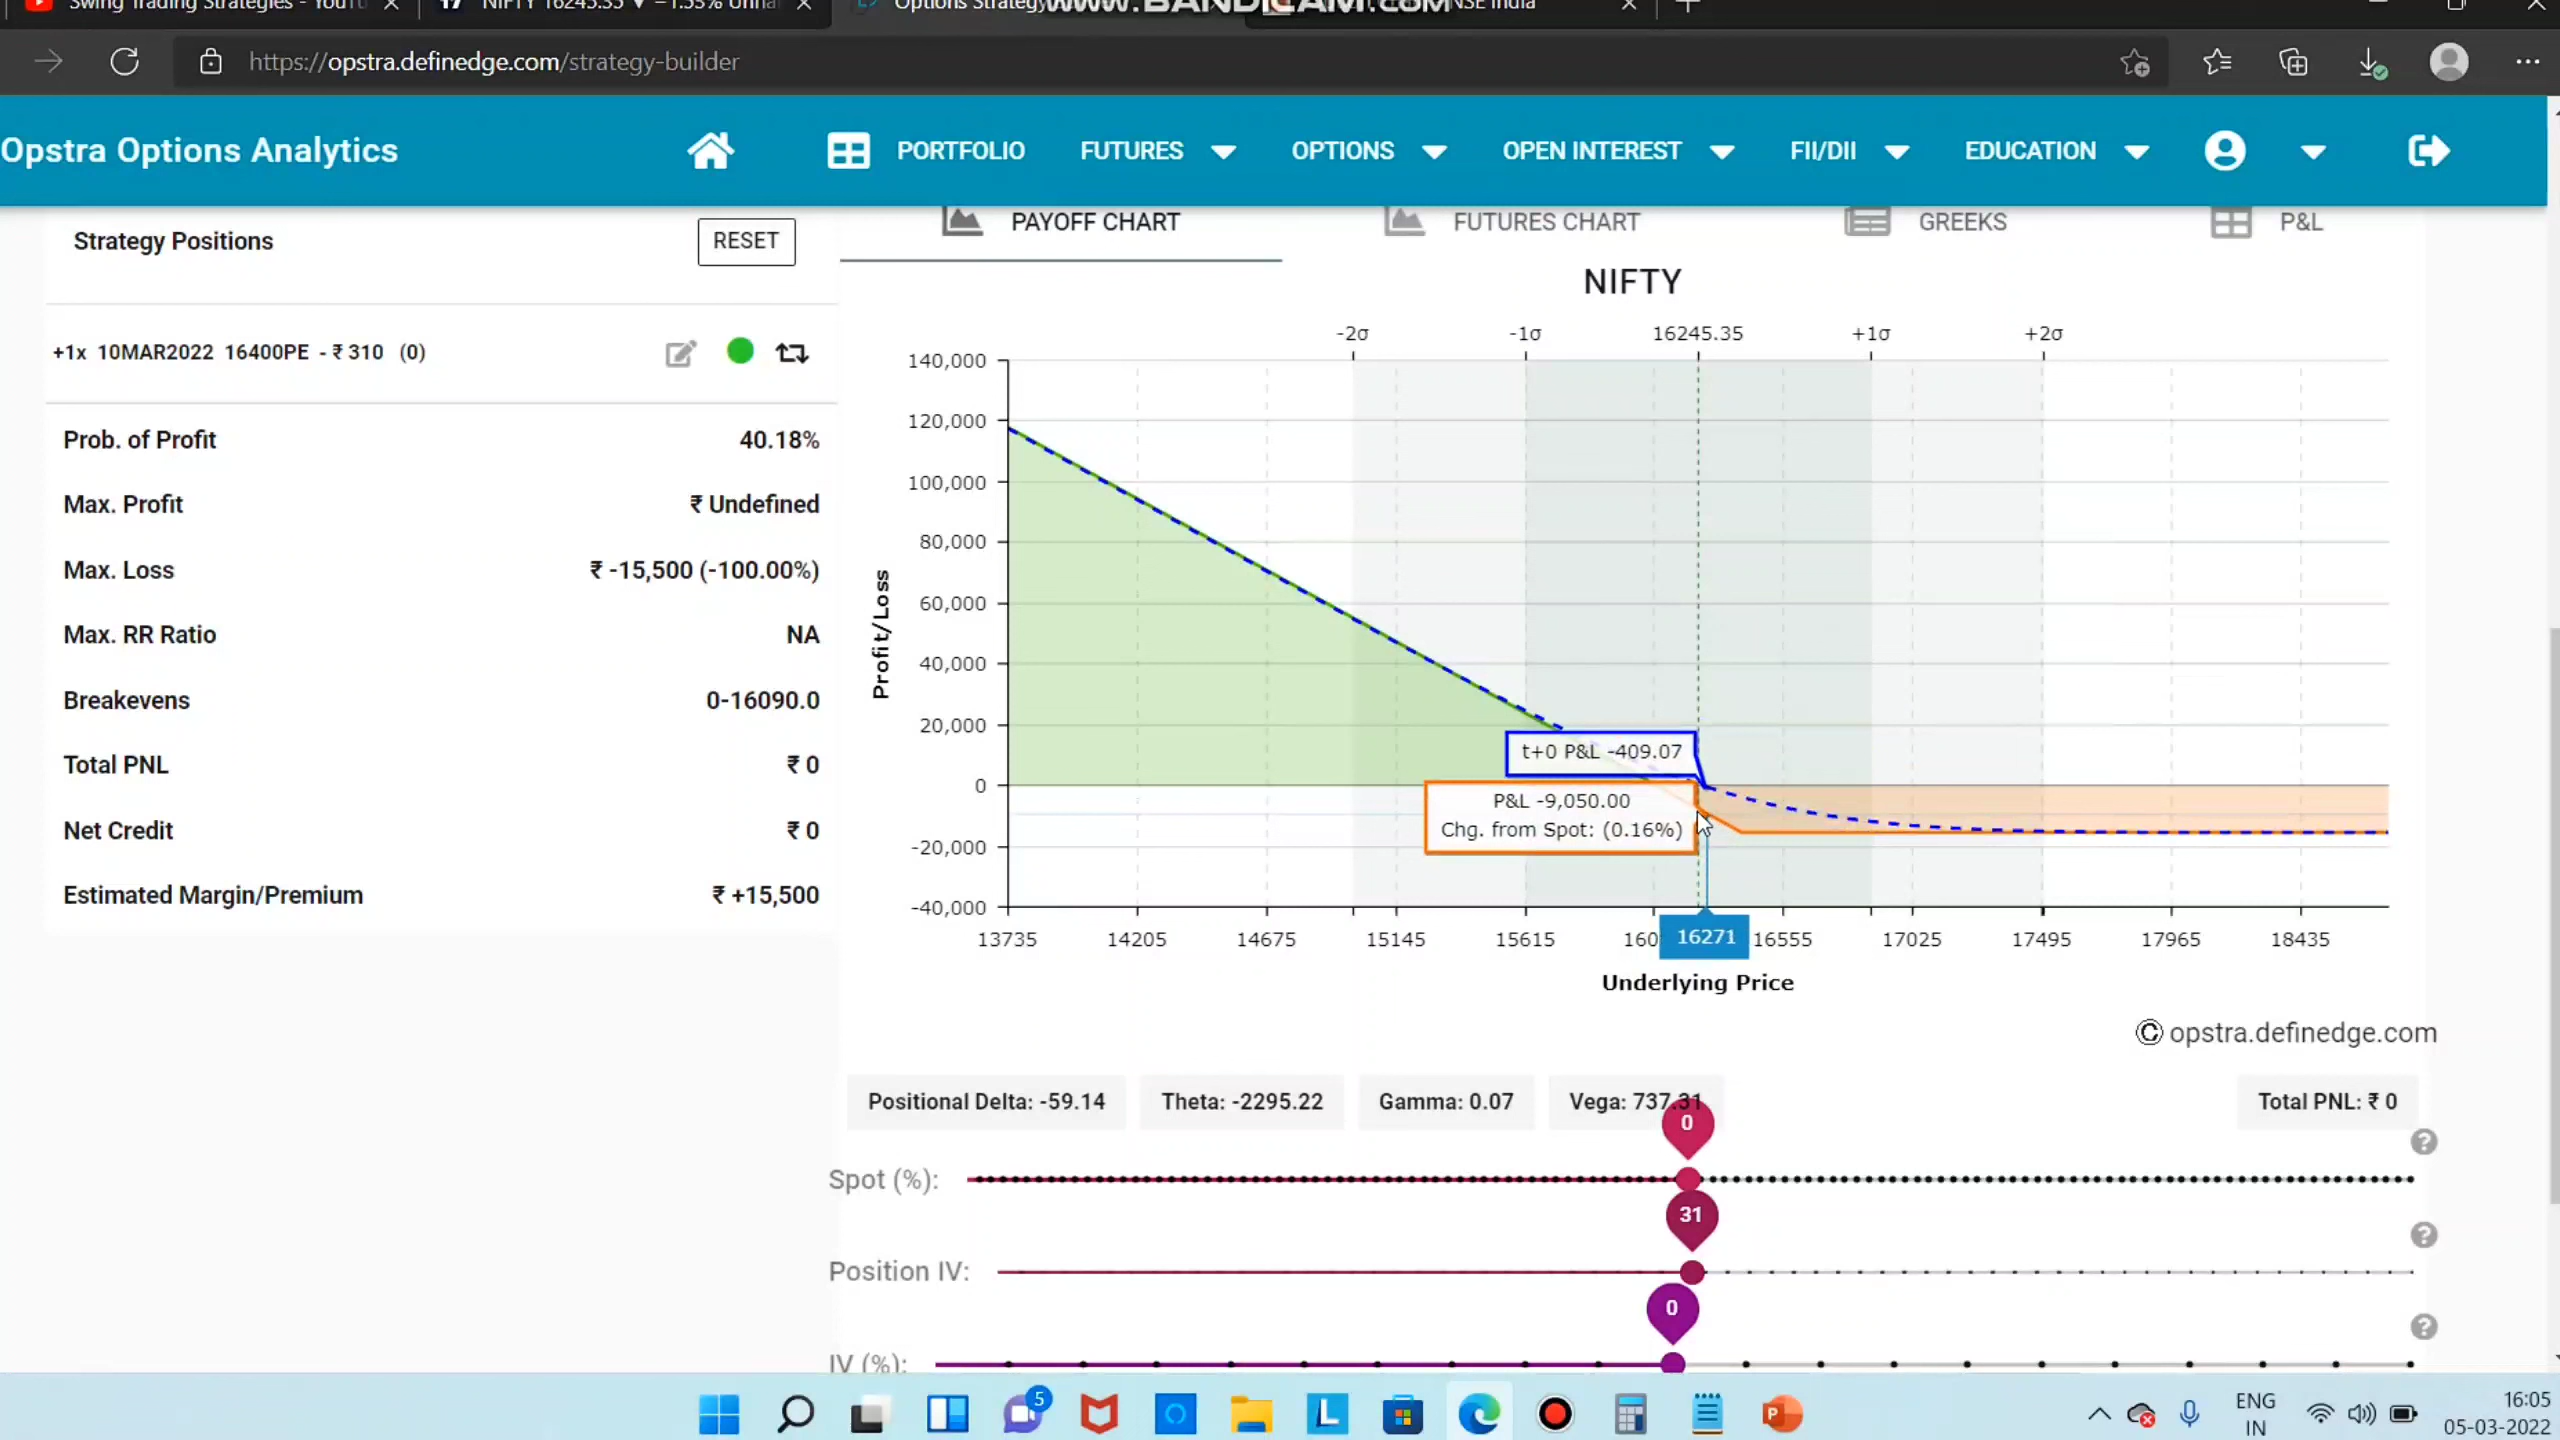 Swing Trading Strategies - YouTu
NIFTY 16245.35 ▼ −1.53% Unna
Options Strategy
www.BANDICAM.com
NSE India
https://opstra.definedge.com/strategy-builder
Opstra Options Analytics
PORTFOLIO
FUTURES
OPTIONS
OPEN INTEREST
FII/DII
EDUCATION
Strategy Positions
RESET
+1x 10MAR2022 16400PE - ₹ 310 (0)
Prob. of Profit 40.18%
Max. Profit ₹ Undefined
Max. Loss ₹ -15,500 (-100.00%)
Max. RR Ratio NA
Breakevens 0-16090.0
Total PNL ₹ 0
Net Credit ₹ 0
Estimated Margin/Premium ₹ +15,500
PAYOFF CHART
FUTURES CHART
GREEKS
P&L
NIFTY
-2σ -1σ 16245.35 +1σ +2σ
140,000
120,000
100,000
80,000
60,000
40,000
20,000
0
-20,000
-40,000
Profit/Loss
t+0 P&L -409.07
P&L -9,050.00
Chg. from Spot: (0.16%)
13735 14205 14675 15145 15615 160 16271 16555 17025 17495 17965 18435
Underlying Price
© opstra.definedge.com
Positional Delta: -59.14
Theta: -2295.22
Gamma: 0.07
Vega: 737.31
Total PNL: ₹ 0
0
Spot (%):
31
Position IV:
0
IV (%):
5
ENG
IN
16:05
05-03-2022